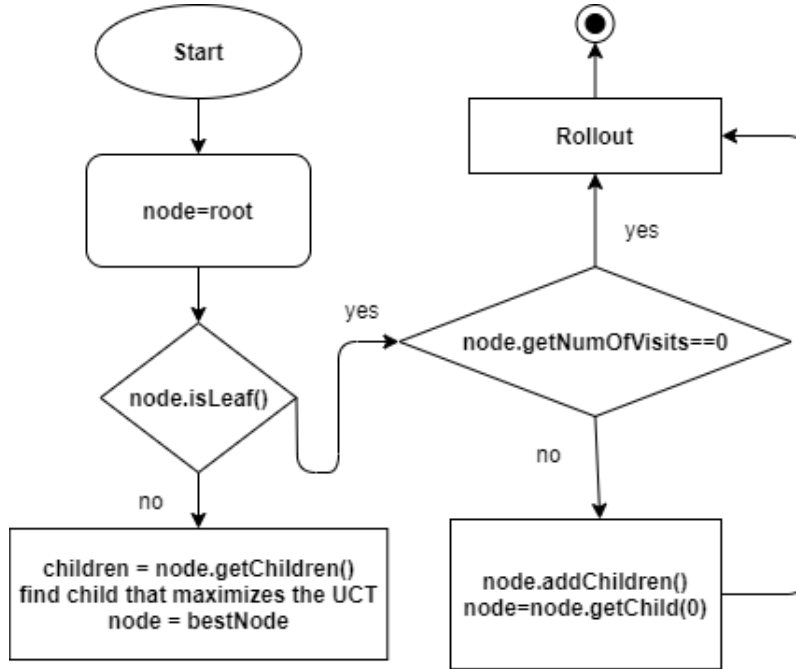 Start
node=root
node.isLeaf()
yes
no
children = node.getChildren()
find child that maximizes the UCT
node = bestNode
Rollout
yes
node.getNumOfVisits==0
no
node.addChildren()
node=node.getChild(0)